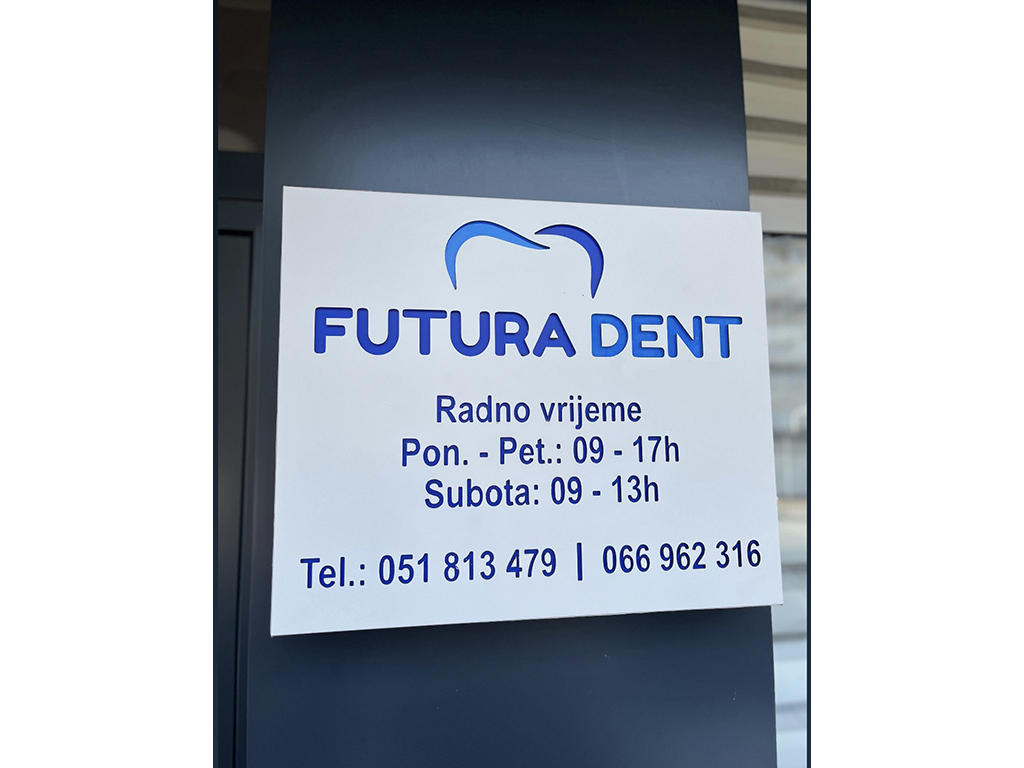 FUTURA DENT
Radno vrijeme
Pon. - Pet.: 09 - 17h
Subota: 09 - 13h
Tel.: 051 813 479 | 066 962 316